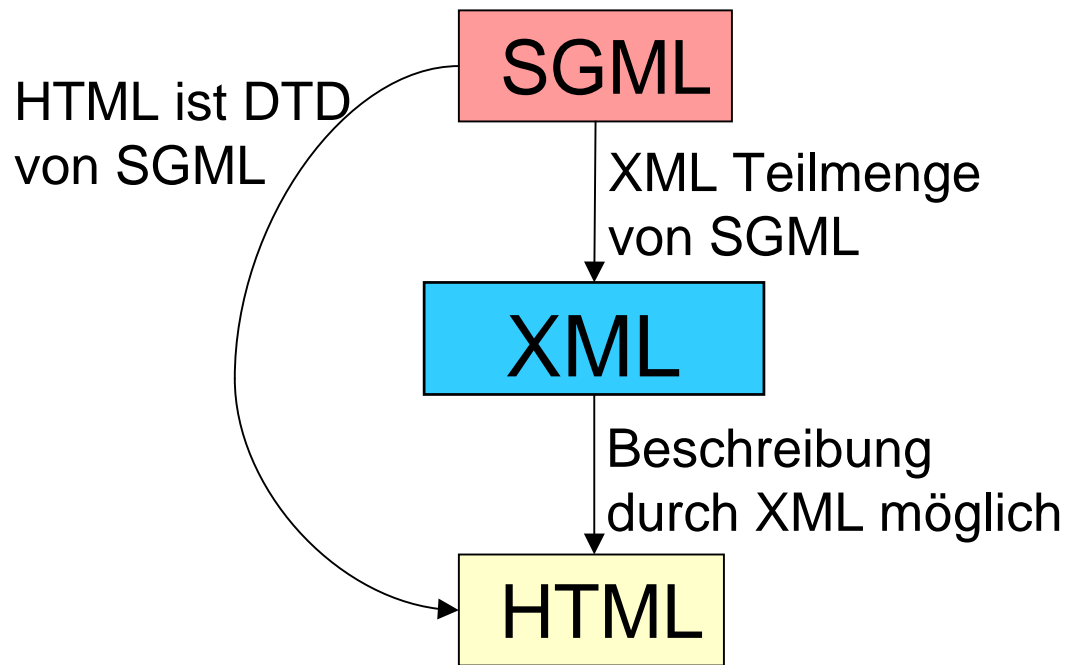 SGML
HTML ist DTD
von SGML
XML Teilmenge
von SGML
XML
Beschreibung
durch XML möglich
HTML